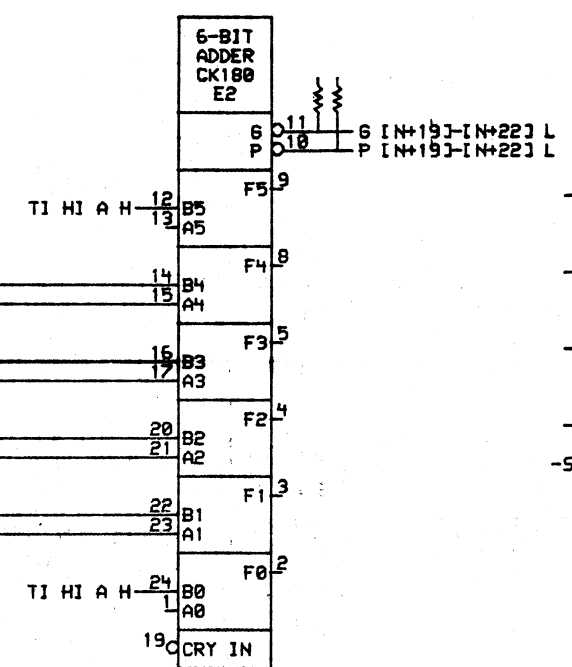 6-BIT
ADDER
CK180
E2
G 11 G [N+19]-[N+22] L
P 10 P [N+19]-[N+22] L
F5 9
TI HI A H 12 B5
13 A5
F4 8
14 B4
15 A4
F3 5
16 B3
17 A3
F2 4
20 B2
21 A2
-S
F1 3
22 B1
23 A1
F0 2
TI HI A H 24 B0
1 A0
19 CRY IN